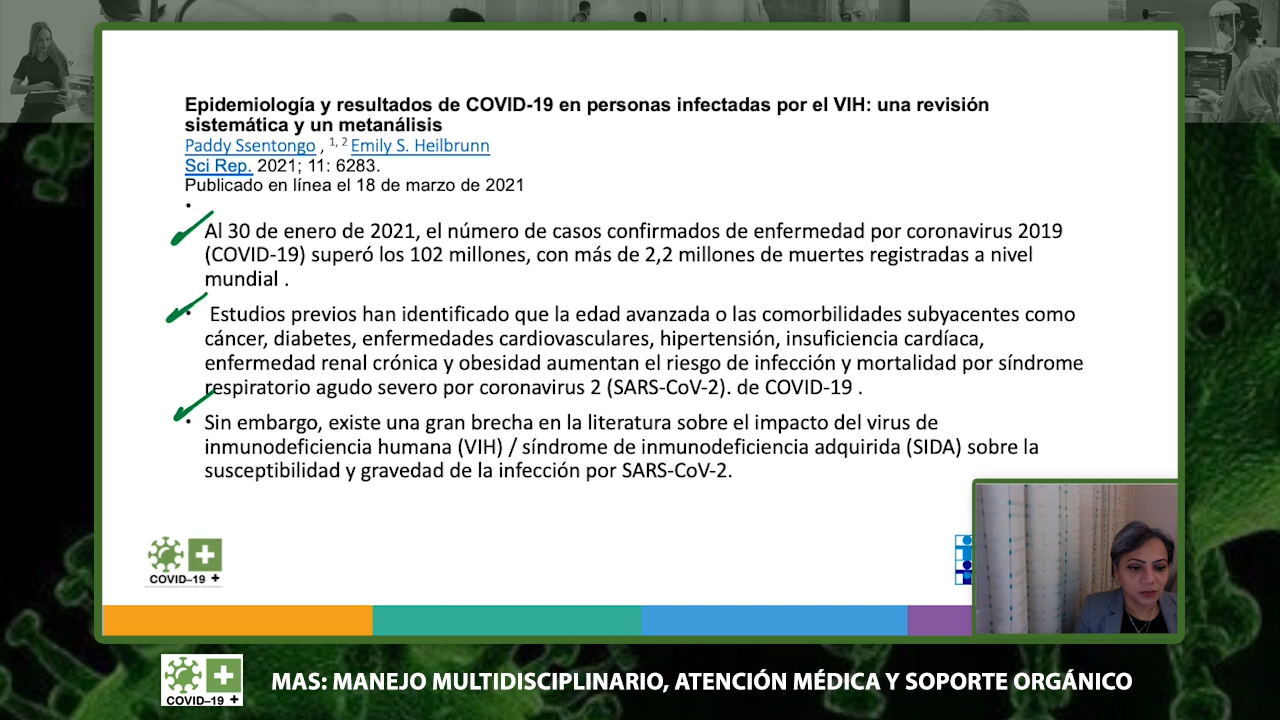 Epidemiología y resultados de COVID-19 en personas infectadas por el VIH: una revisión
sistemática y un metanálisis
Paddy Ssentongo , 1, 2 Emily S. Heilbrunn
Sci Rep. 2021; 11: 6283.
Publicado en línea el 18 de marzo de 2021
•
Al 30 de enero de 2021, el número de casos confirmados de enfermedad por coronavirus 2019
(COVID-19) superó los 102 millones, con más de 2,2 millones de muertes registradas a nivel
mundial .
• Estudios previos han identificado que la edad avanzada o las comorbilidades subyacentes como
cáncer, diabetes, enfermedades cardiovasculares, hipertensión, insuficiencia cardíaca,
enfermedad renal crónica y obesidad aumentan el riesgo de infección y mortalidad por síndrome
respiratorio agudo severo por coronavirus 2 (SARS-CoV-2). de COVID-19 .
• Sin embargo, existe una gran brecha en la literatura sobre el impacto del virus de
inmunodeficiencia humana (VIH) / síndrome de inmunodeficiencia adquirida (SIDA) sobre la
susceptibilidad y gravedad de la infección por SARS-CoV-2.
COVID–19 +
COVID–19 +
MAS: MANEJO MULTIDISCIPLINARIO, ATENCIÓN MÉDICA Y SOPORTE ORGÁNICO